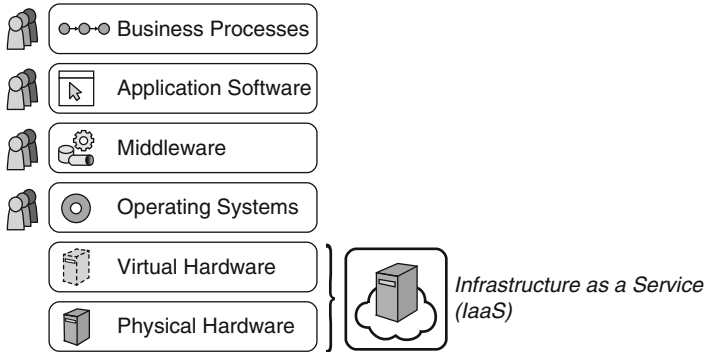 Business Processes
Application Software
Middleware
Operating Systems
Virtual Hardware
Physical Hardware
Infrastructure as a Service
(IaaS)